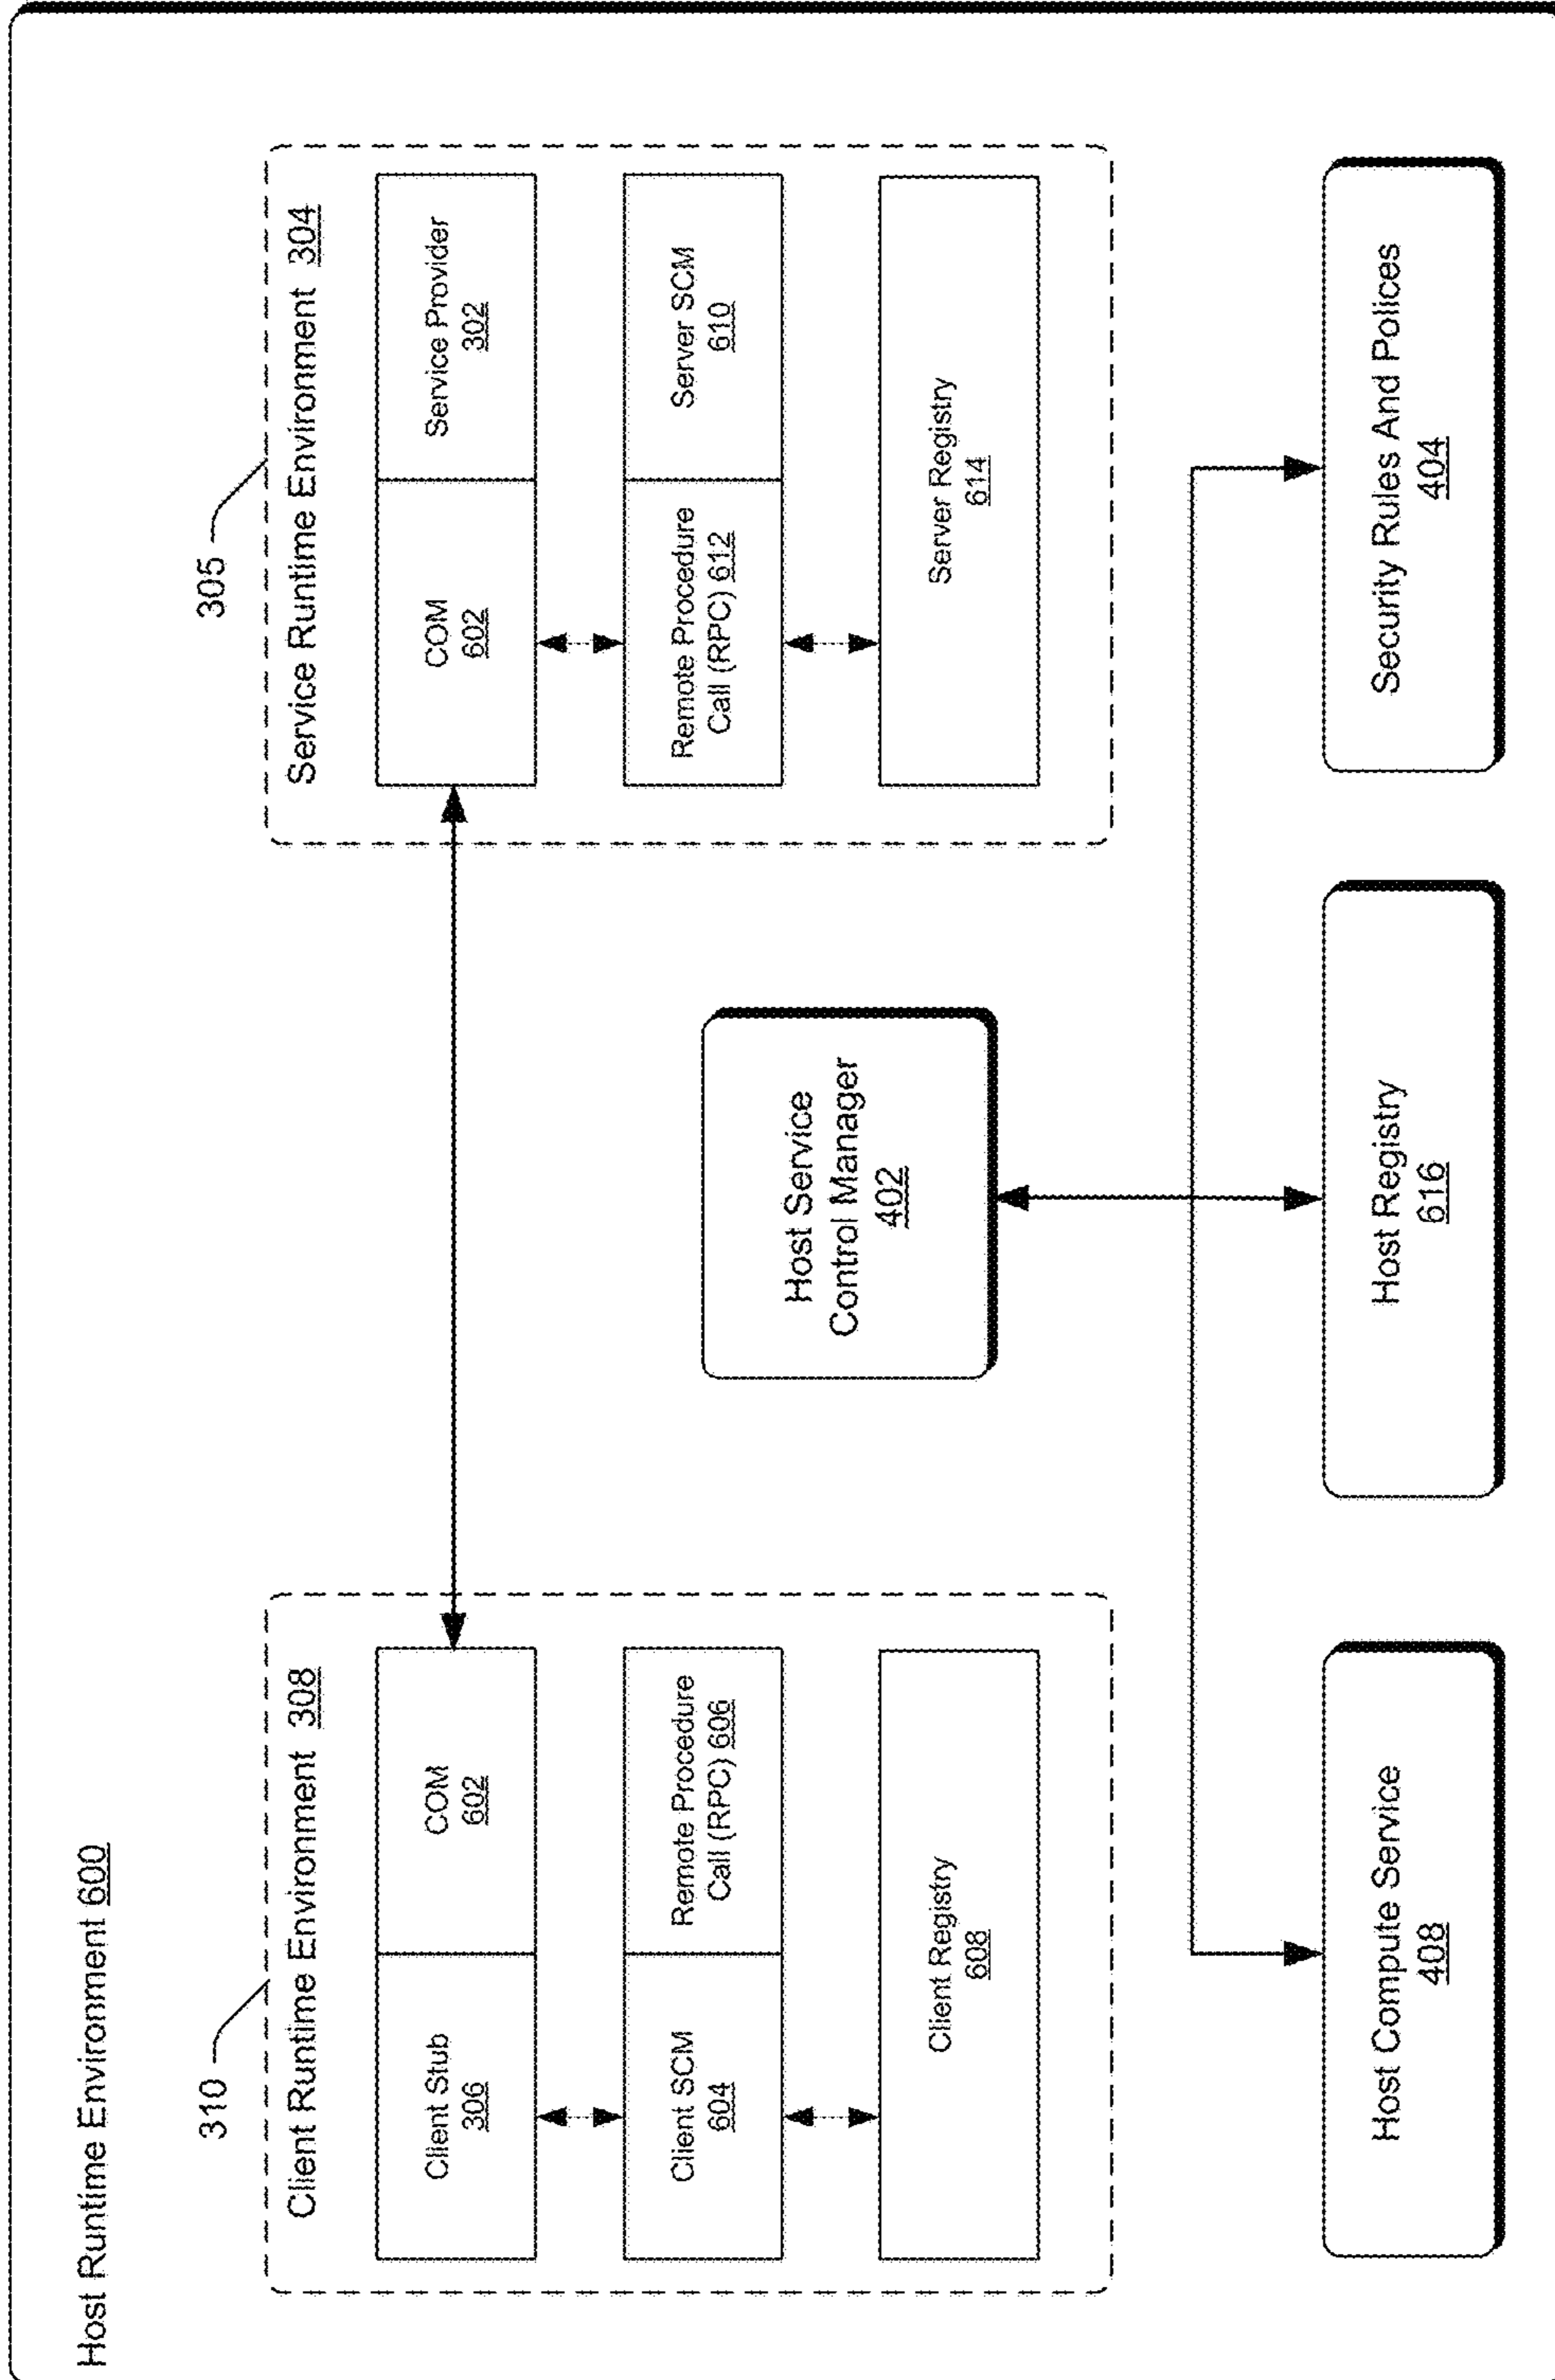 Host Runtime Environment 600
310
Client Runtime Environment 308
Client Stub
306
COM
602
Client SCM
604
Remote Procedure
Call (RPC) 606
Client Registry
608
305
Service Runtime Environment 304
COM
602
Service Provider
302
Remote Procedure
Call (RPC) 612
Server SCM
610
Server Registry
614
Host Service
Control Manager
402
Host Compute Service
408
Host Registry
616
Security Rules And Polices
404